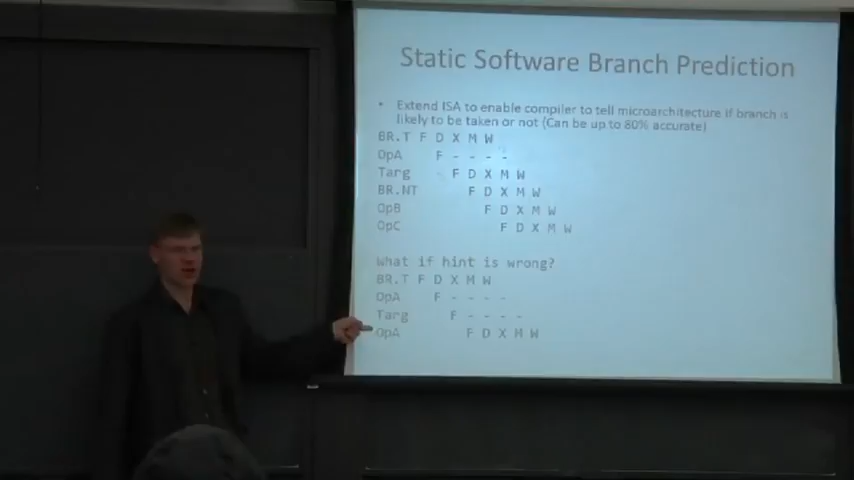 Static Software Branch Prediction
• Extend ISA to enable compiler to tell microarchitecture if branch is
likely to be taken or not (Can be up to 80% accurate)
BR.T F D X M W
OpA F - - - -
Targ F D X M W
BR.NT F D X M W
OpB F D X M W
OpC F D X M W
What if hint is wrong?
BR.T F D X M W
OpA F - - - -
Targ F - - - -
OpA F D X M W